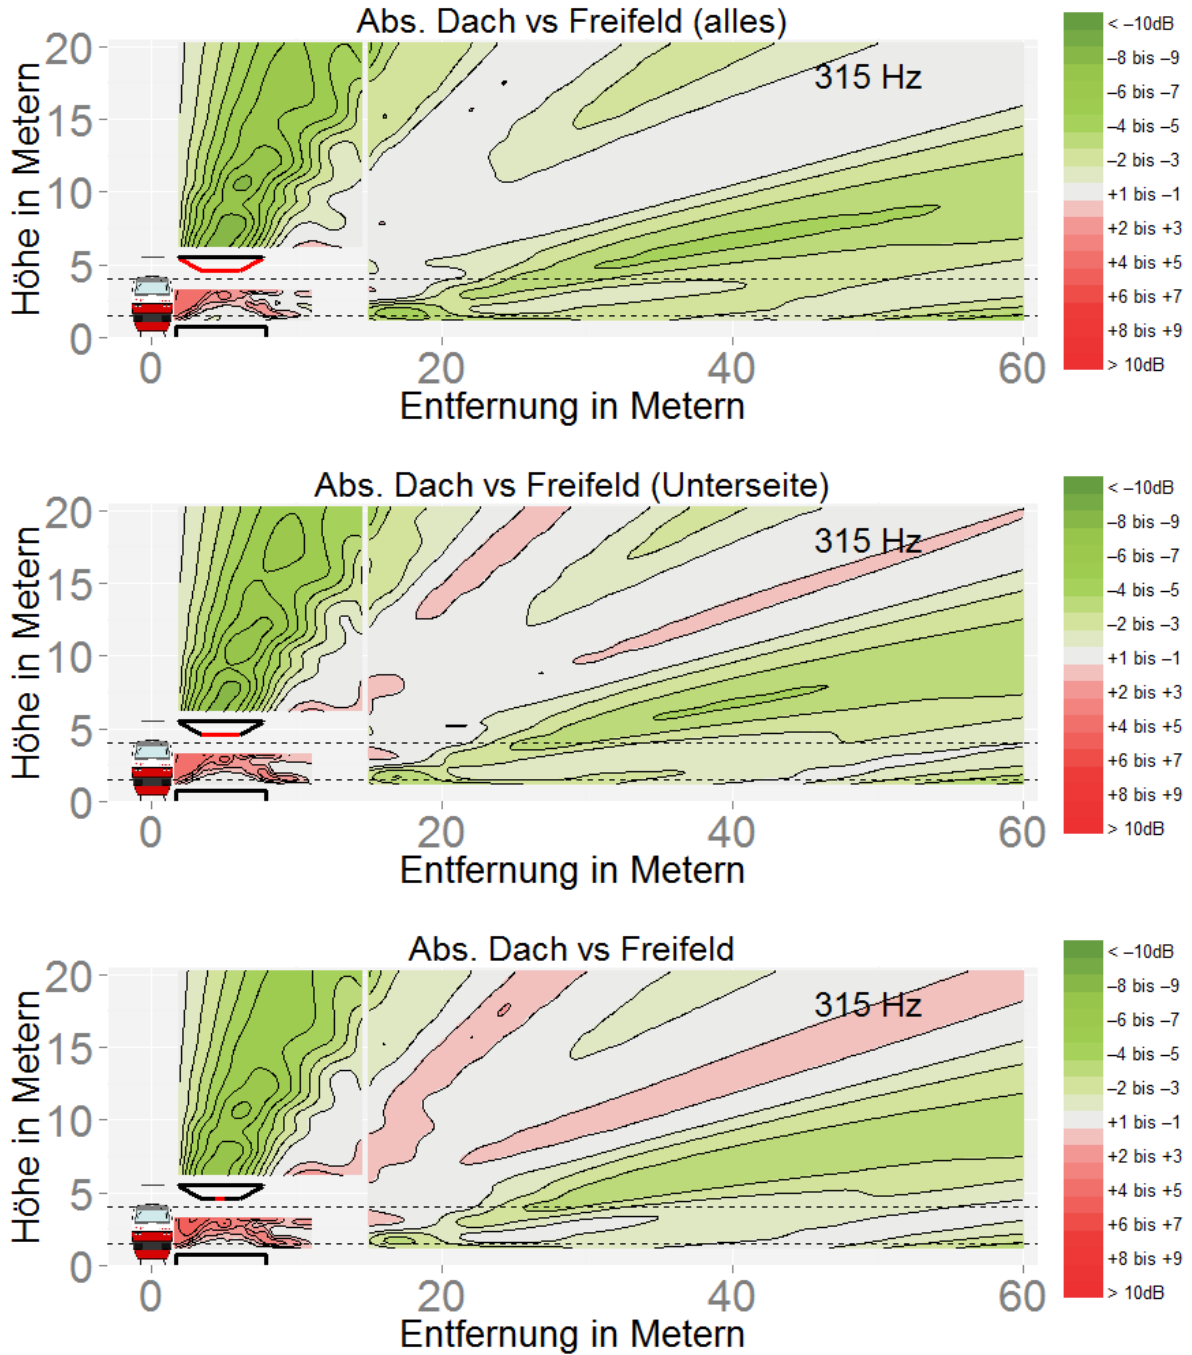 Abs. Dach vs Freifeld (alles)
315 Hz
Höhe in Metern
20
15
10
5
0
0 20 40 60
Entfernung in Metern
< –10dB
–8 bis –9
–6 bis –7
–4 bis –5
–2 bis –3
+1 bis –1
+2 bis +3
+4 bis +5
+6 bis +7
+8 bis +9
> 10dB
Abs. Dach vs Freifeld (Unterseite)
315 Hz
Höhe in Metern
20
15
10
5
0
0 20 40 60
Entfernung in Metern
< –10dB
–8 bis –9
–6 bis –7
–4 bis –5
–2 bis –3
+1 bis –1
+2 bis +3
+4 bis +5
+6 bis +7
+8 bis +9
> 10dB
Abs. Dach vs Freifeld
315 Hz
Höhe in Metern
20
15
10
5
0
0 20 40 60
Entfernung in Metern
< –10dB
–8 bis –9
–6 bis –7
–4 bis –5
–2 bis –3
+1 bis –1
+2 bis +3
+4 bis +5
+6 bis +7
+8 bis +9
> 10dB